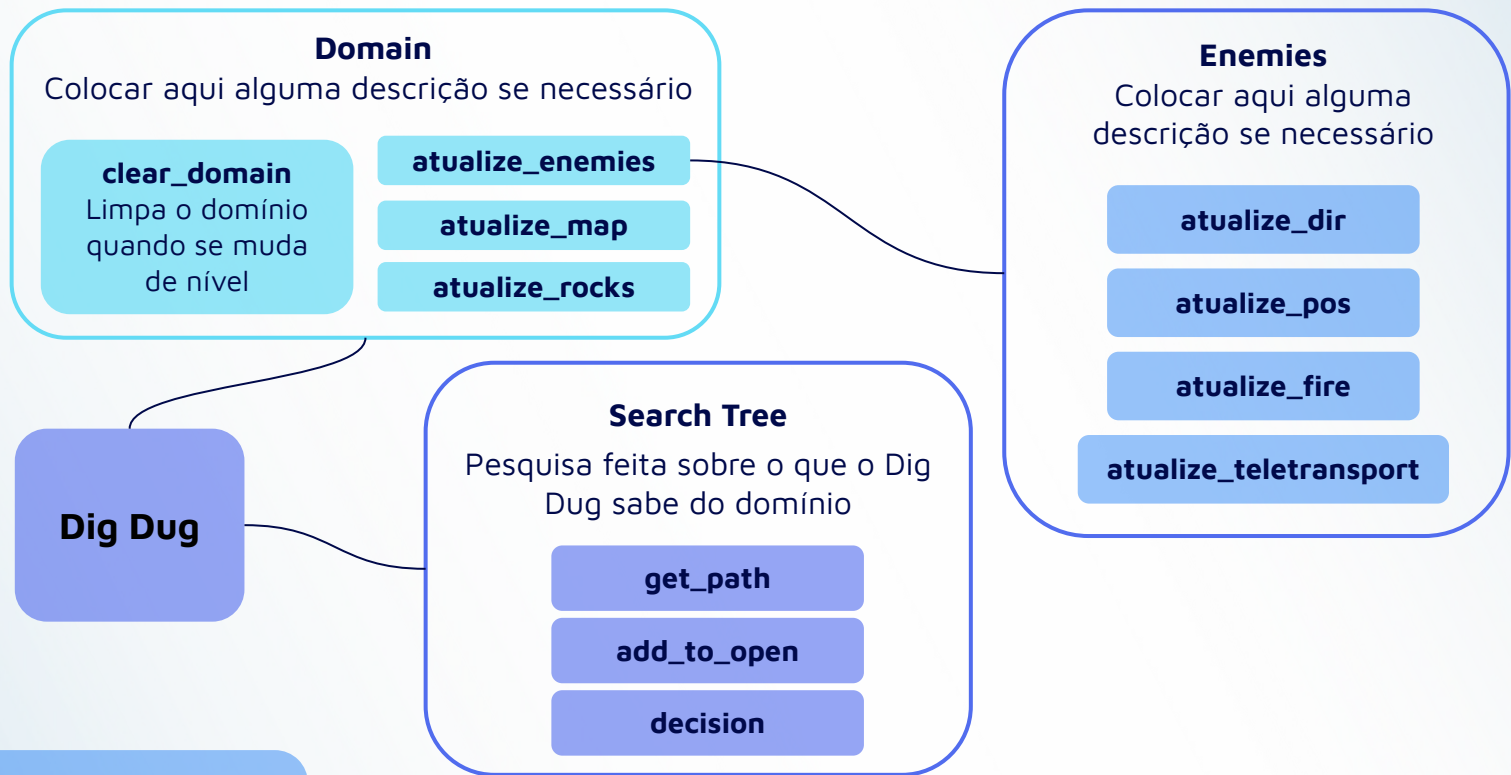 Domain
Colocar aqui alguma descrição se necessário
clear_domain
Limpa o domínio
quando se muda
de nível
atualize_enemies
atualize_map
atualize_rocks
Enemies
Colocar aqui alguma
descrição se necessário
atualize_dir
atualize_pos
atualize_fire
atualize_teletransport
Dig Dug
Search Tree
Pesquisa feita sobre o que o Dig
Dug sabe do domínio
get_path
add_to_open
decision